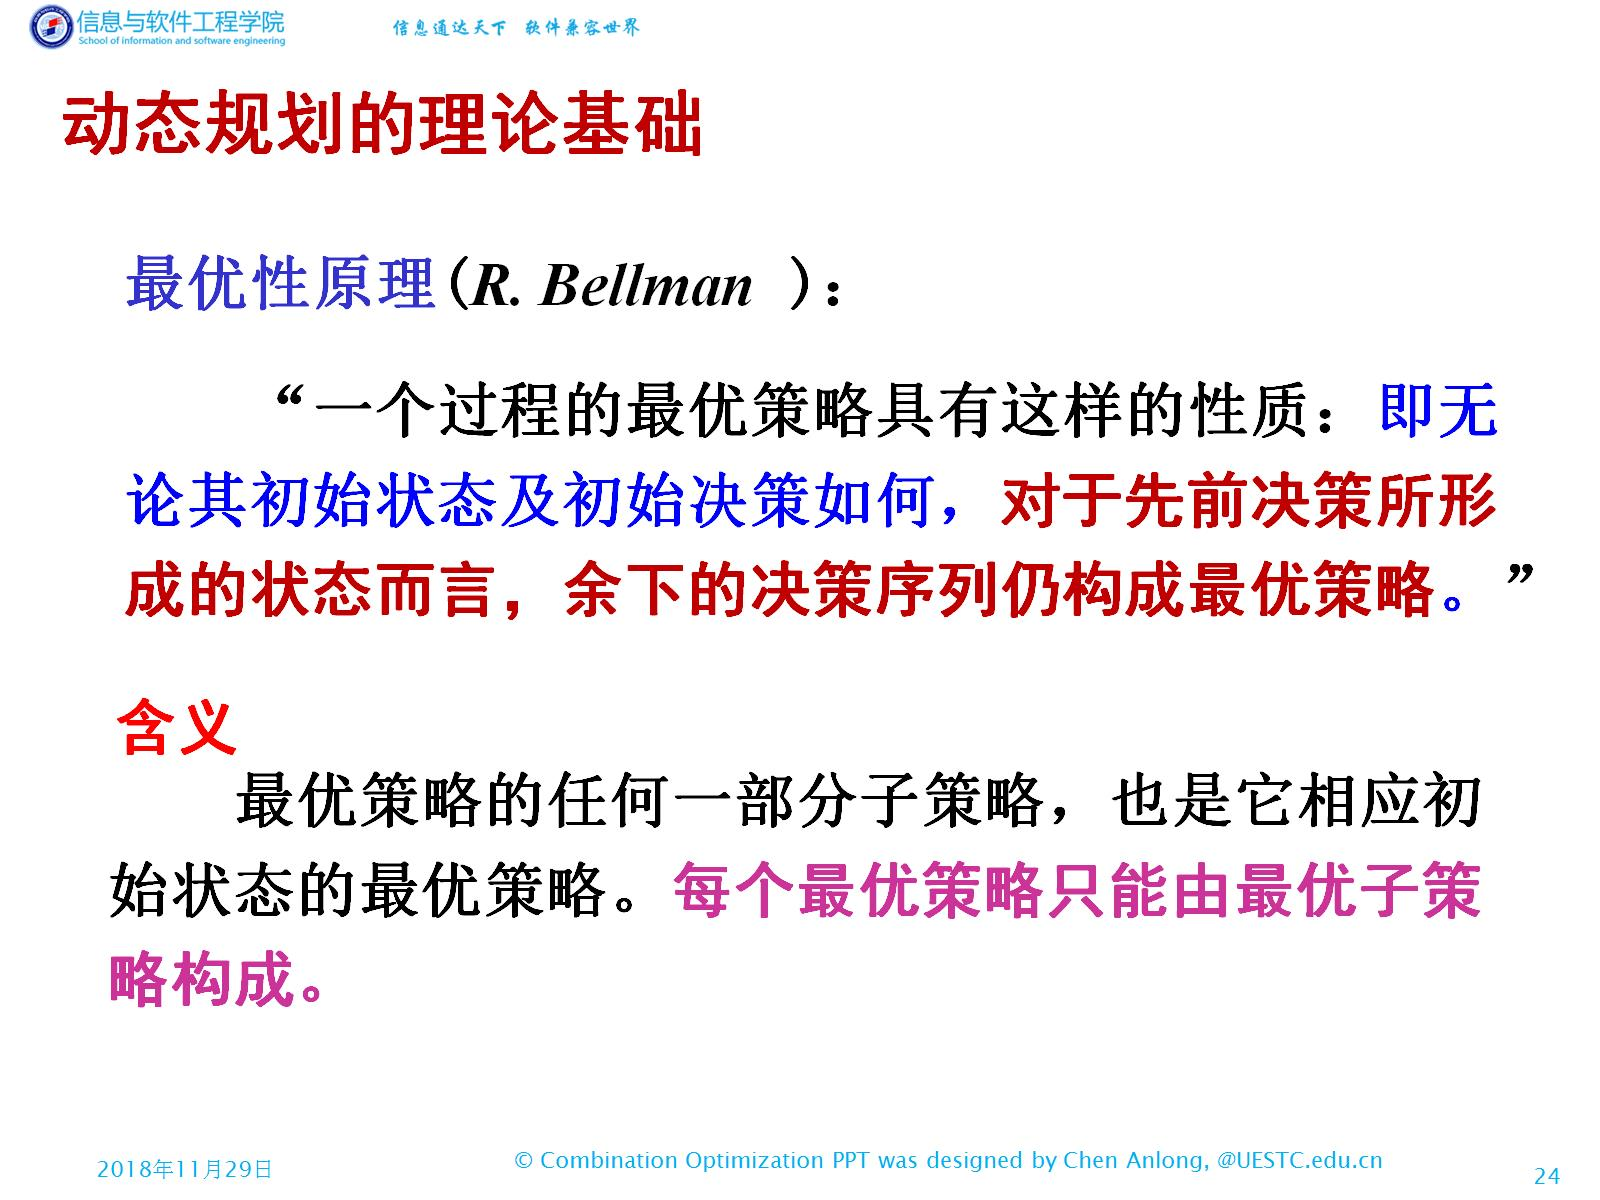 信息与软件工程学院
School of information and software engineering
信息通达天下 软件兼容世界
动态规划的理论基础
最优性原理(R. Bellman )：
“一个过程的最优策略具有这样的性质：即无
论其初始状态及初始决策如何，对于先前决策所形
成的状态而言，余下的决策序列仍构成最优策略。”
含义
最优策略的任何一部分子策略，也是它相应初
始状态的最优策略。每个最优策略只能由最优子策
略构成。
2018年11月29日
© Combination Optimization PPT was designed by Chen Anlong, @UESTC.edu.cn
24